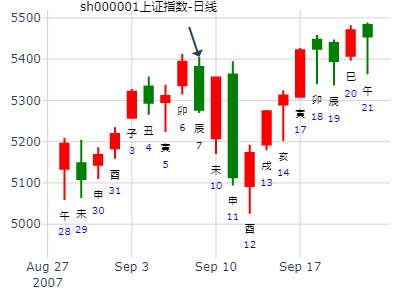 sh000001上证指数-日线
5500
5400
5300
5200
5100
5000
午
28
未
29
申
30
酉
31
子
3
丑
4
寅
5
卯
6
辰
7
未
10
申
11
酉
12
戌
13
亥
14
寅
17
卯
18
辰
19
巳
20
午
21
Aug 27
2007
Sep 3
Sep 10
Sep 17